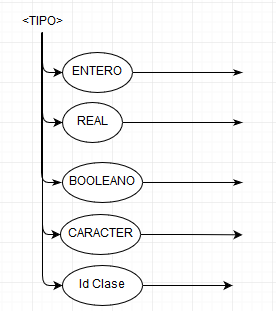 <TIPO>
ENTERO
REAL
BOOLEANO
CARACTER
Id Clase